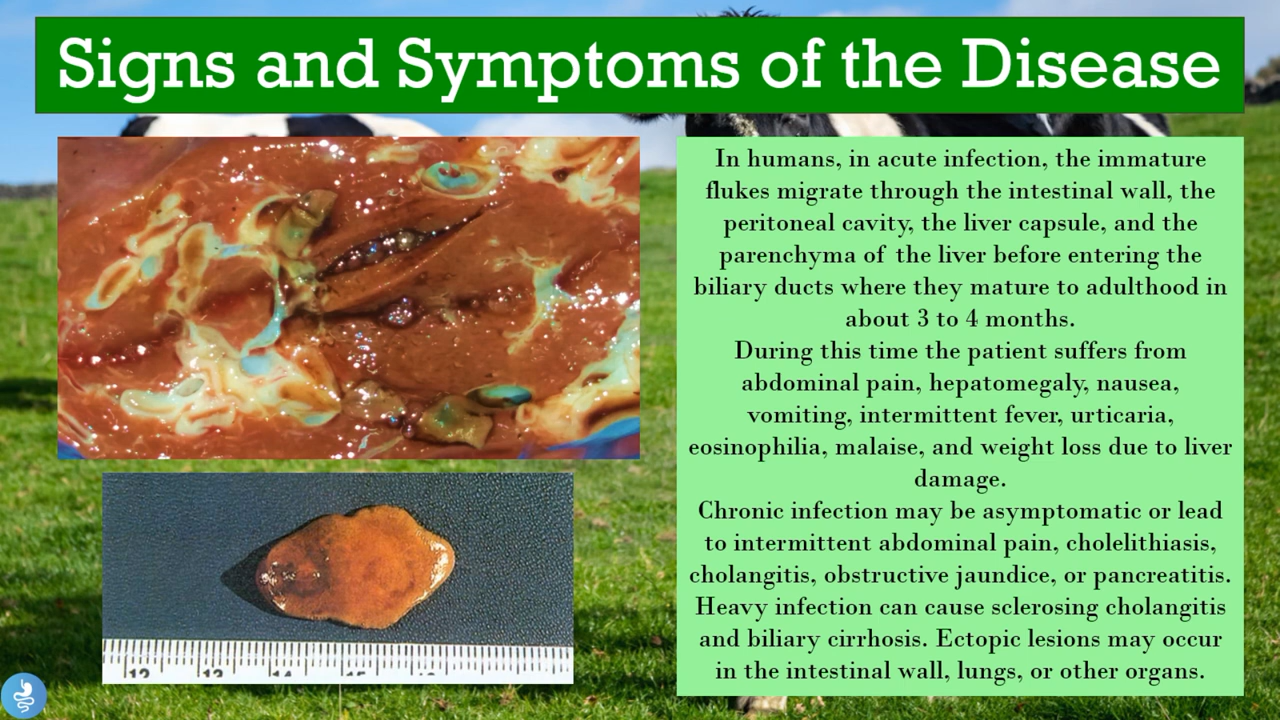 Signs and Symptoms of the Disease
In humans, in acute infection, the immature
flukes migrate through the intestinal wall, the
peritoneal cavity, the liver capsule, and the
parenchyma of the liver before entering the
biliary ducts where they mature to adulthood in
about 3 to 4 months.
During this time the patient suffers from
abdominal pain, hepatomegaly, nausea,
vomiting, intermittent fever, urticaria,
eosinophilia, malaise, and weight loss due to liver
damage.
Chronic infection may be asymptomatic or lead
to intermittent abdominal pain, cholelithiasis,
cholangitis, obstructive jaundice, or pancreatitis.
Heavy infection can cause sclerosing cholangitis
and biliary cirrhosis. Ectopic lesions may occur
in the intestinal wall, lungs, or other organs.
12 13 14 15